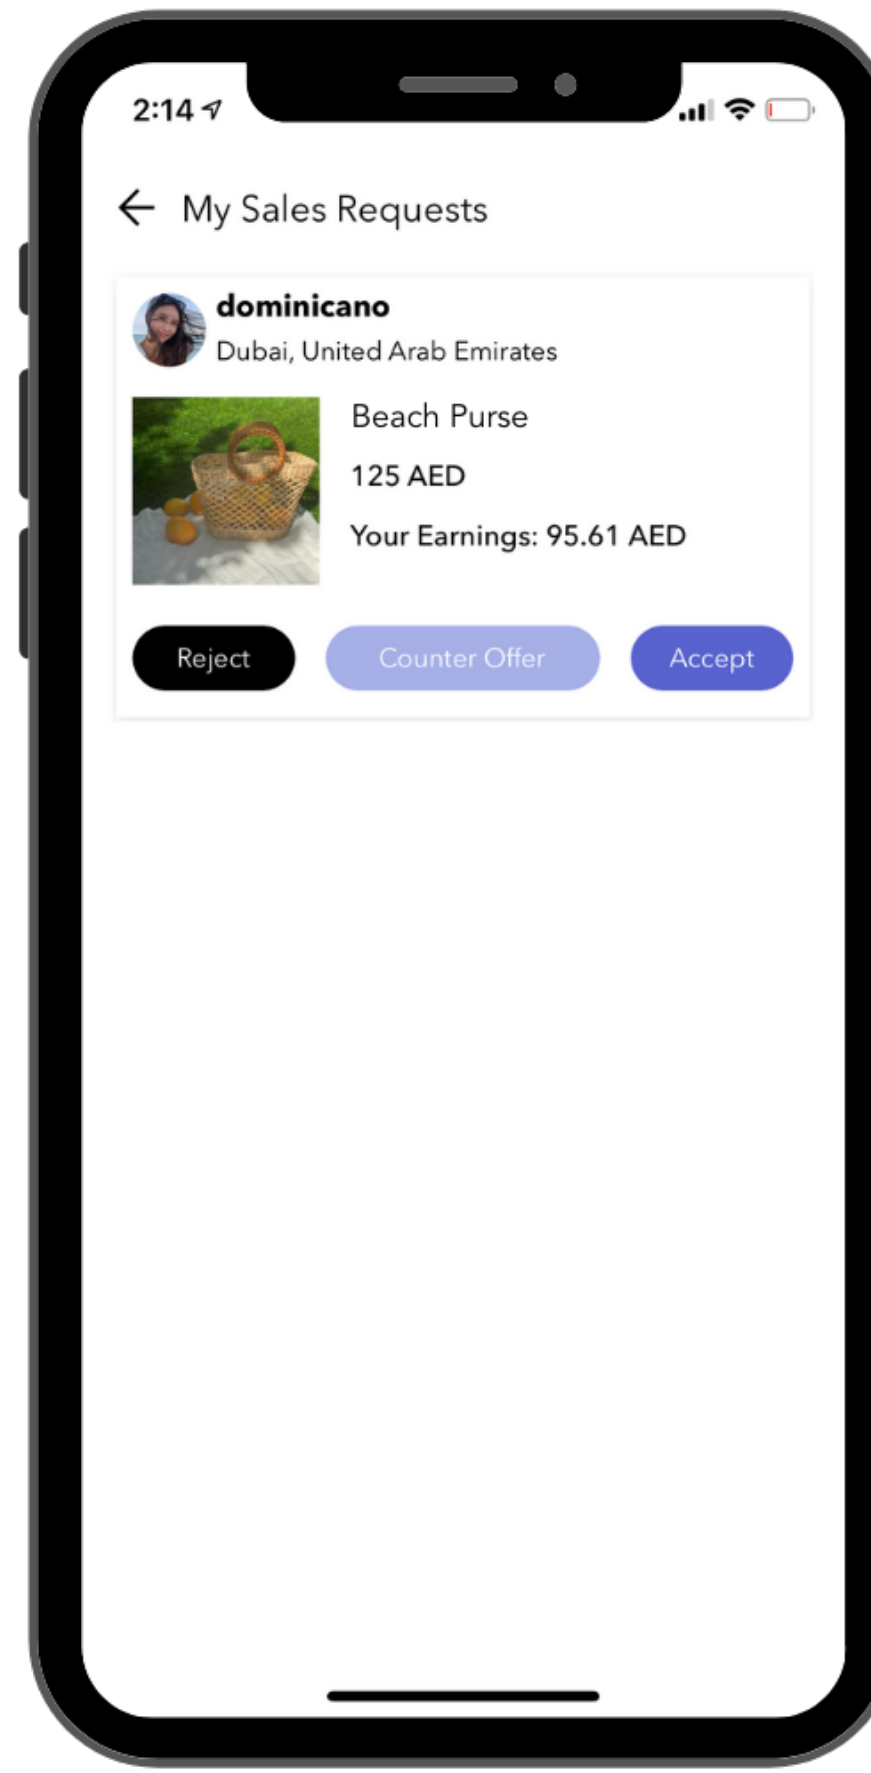 2:14
My Sales Requests
dominicano
Dubai, United Arab Emirates
Beach Purse
125 AED
Your Earnings: 95.61 AED
Reject
Counter Offer
Accept